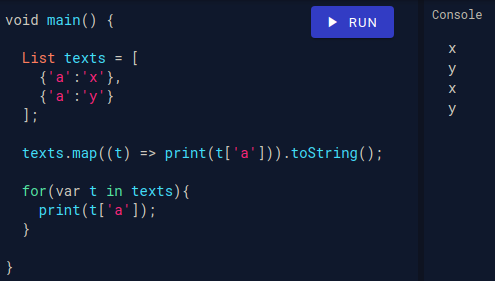 void main() {
RUN
Console
List texts = [
{'a':'x'},
{'a':'y'}
];
texts.map((t) => print(t['a'])).toString();
for(var t in texts){
print(t['a']);
}
}
x
y
x
y